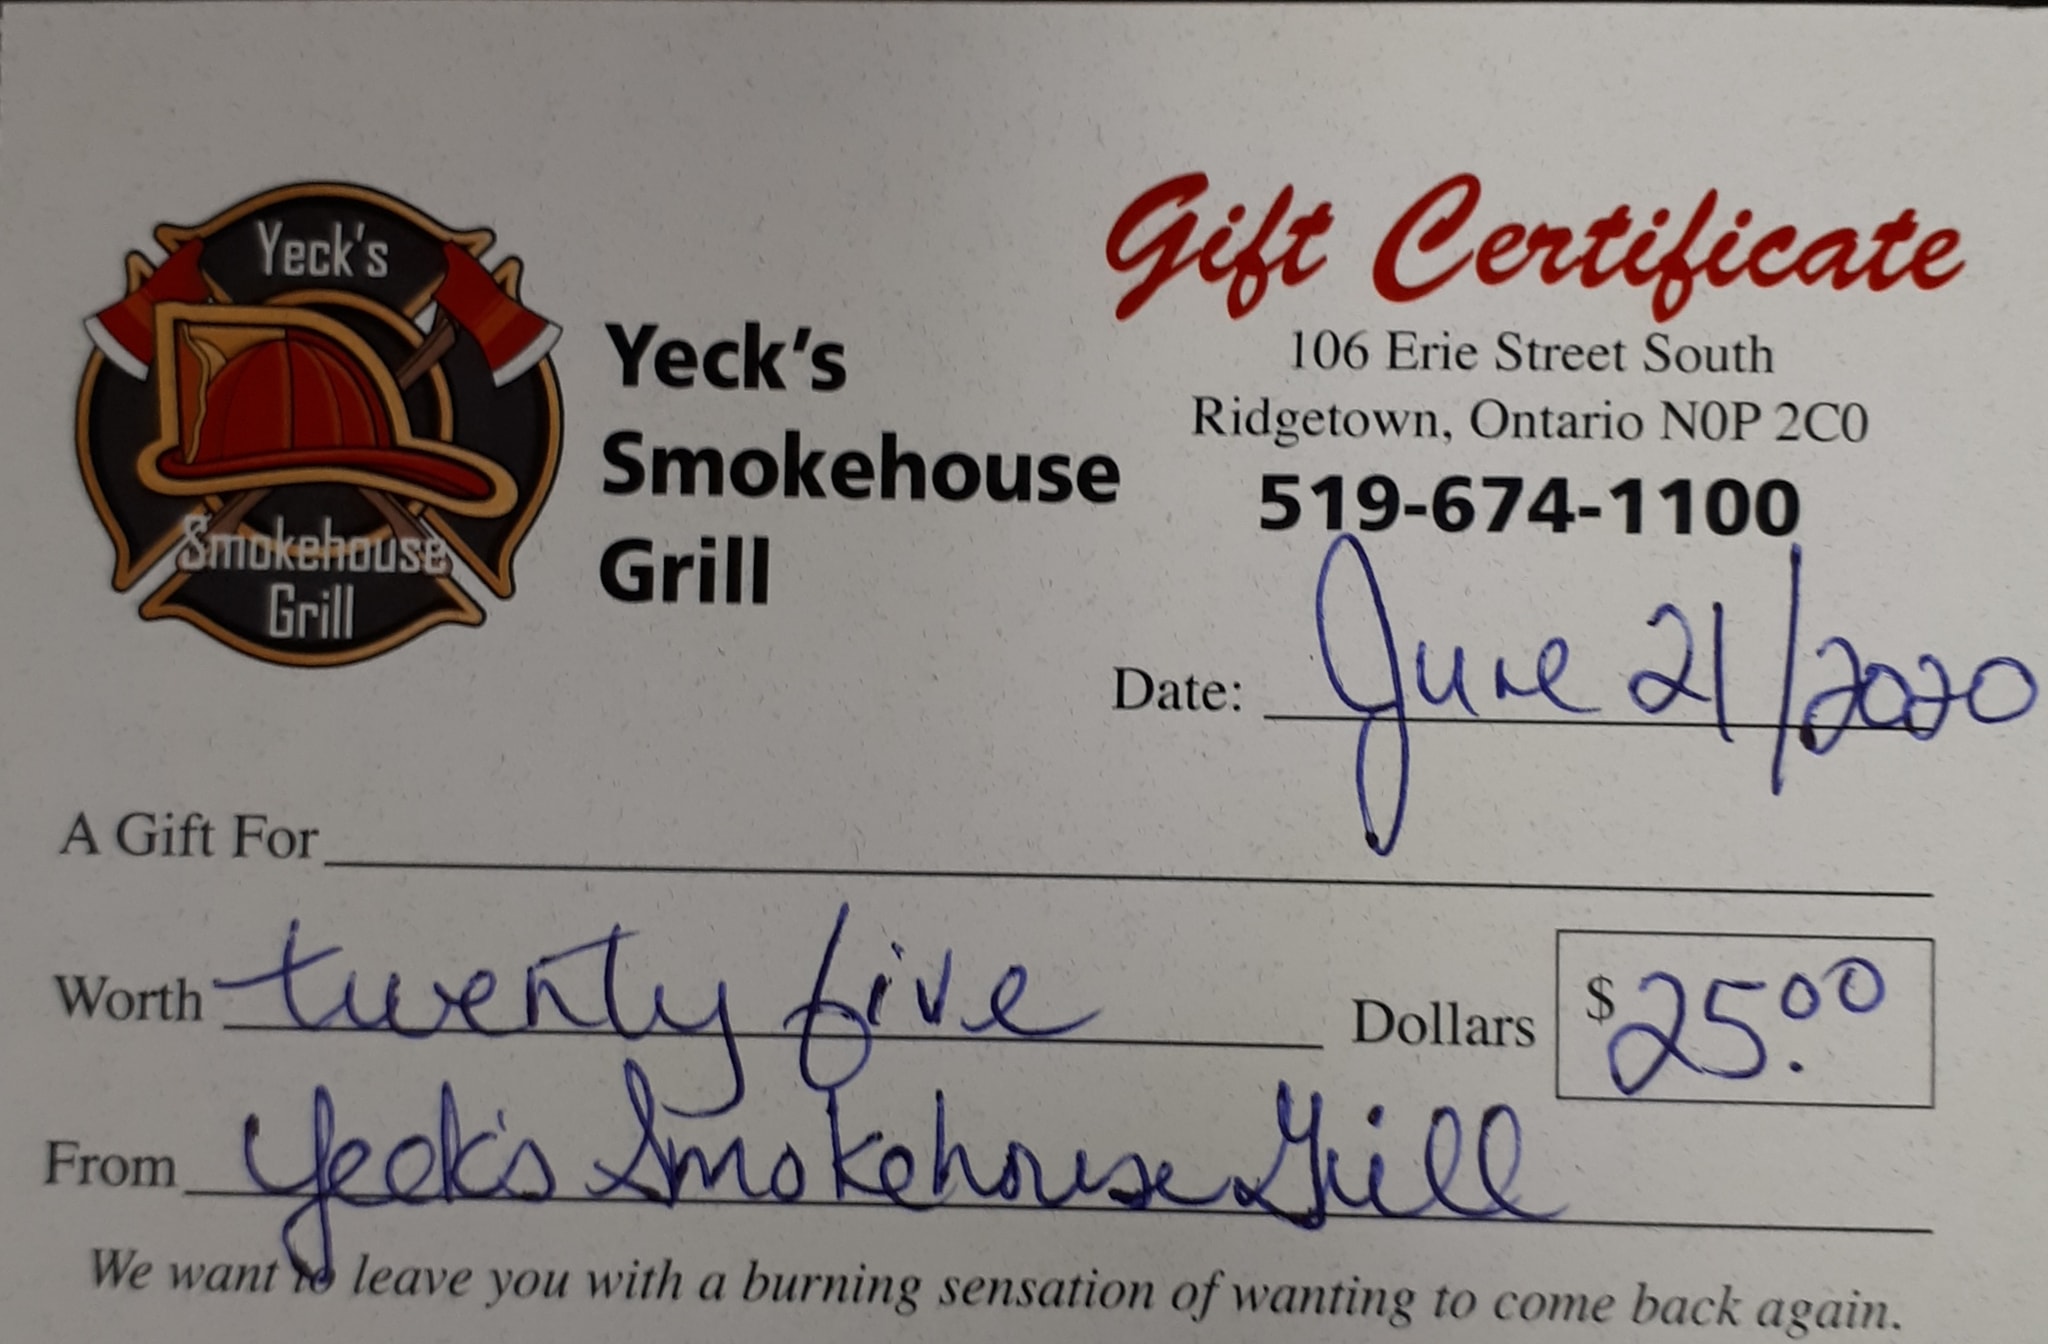 Yeck's
Smokehouse
Grill
Yeck's
Smokehouse
Grill
Gift Certificate
106 Erie Street South
Ridgetown, Ontario N0P 2C0
519-674-1100
Date: June 21/2020
A Gift For
Worth twenty five Dollars $25.00
From Yeck's Smokehouse Grill
We want to leave you with a burning sensation of wanting to come back again.